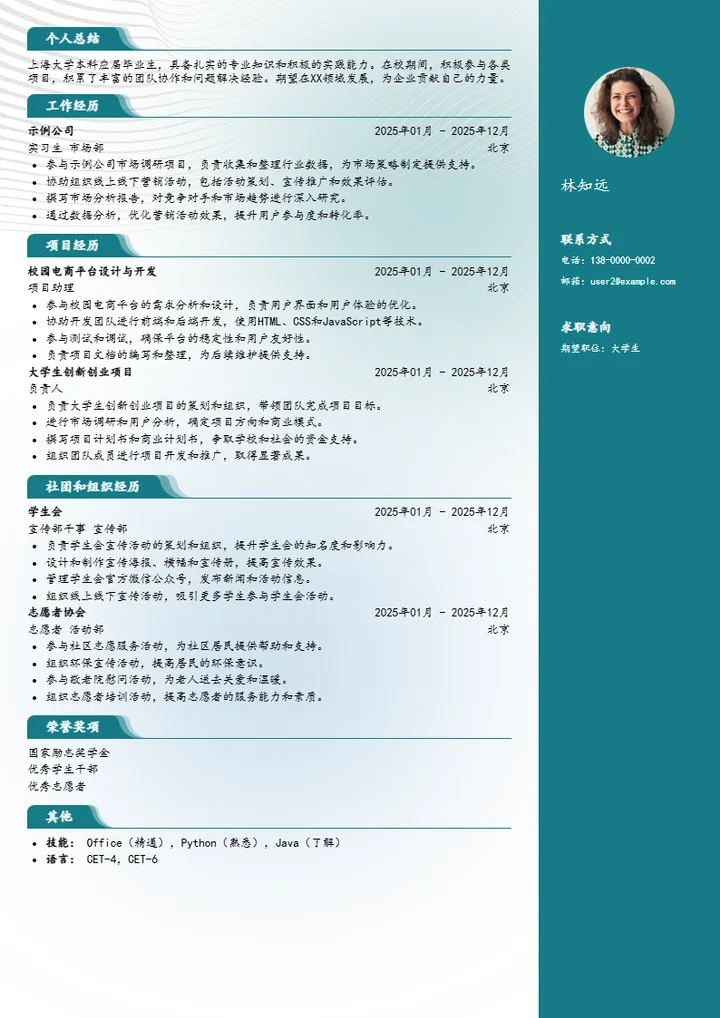 个人总结
上海大学本科应届毕业生，具备扎实的专业知识和积极的实践能力。在校期间，积极参与各类
项目，积累了丰富的团队协作和问题解决经验。期望在XX领域发展，为企业贡献自己的力量。
工作经历
示例公司 2025年01月 - 2025年12月
实习生 市场部 北京
• 参与示例公司市场调研项目，负责收集和整理行业数据，为市场策略制定提供支持。
• 协助组织线上线下营销活动，包括活动策划、宣传推广和效果评估。
• 撰写市场分析报告，对竞争对手和市场趋势进行深入研究。
• 通过数据分析，优化营销活动效果，提升用户参与度和转化率。
项目经历
校园电商平台设计与开发 2025年01月 - 2025年12月
项目助理 北京
• 参与校园电商平台的需求分析和设计，负责用户界面和用户体验的优化。
• 协助开发团队进行前端和后端开发，使用HTML、CSS和JavaScript等技术。
• 参与测试和调试，确保平台的稳定性和用户友好性。
• 负责项目文档的编写和整理，为后续维护提供支持。
大学生创新创业项目 2025年01月 - 2025年12月
负责人 北京
• 负责大学生创新创业项目的策划和组织，带领团队完成项目目标。
• 进行市场调研和用户分析，确定项目方向和商业模式。
• 撰写项目计划书和商业计划书，争取学校和社会的资金支持。
• 组织团队成员进行项目开发和推广，取得显著成果。
社团和组织经历
学生会 2025年01月 - 2025年12月
宣传部干事 宣传部 北京
• 负责学生会宣传活动的策划和组织，提升学生会的知名度和影响力。
• 设计和制作宣传海报、横幅和宣传册，提高宣传效果。
• 管理学生会官方微信公众号，发布新闻和活动信息。
• 组织线上线下宣传活动，吸引更多学生参与学生会活动。
志愿者协会 2025年01月 - 2025年12月
志愿者 活动部 北京
• 参与社区志愿服务活动，为社区居民提供帮助和支持。
• 组织环保宣传活动，提高居民的环保意识。
• 参与敬老院慰问活动，为老人送去关爱和温暖。
• 组织志愿者培训活动，提高志愿者的服务能力和素质。
荣誉奖项
国家励志奖学金
优秀学生干部
优秀志愿者
其他
• 技能： Office（精通），Python（熟悉），Java（了解）
• 语言： CET-4，CET-6
林知远
联系方式
电话：138-0000-0002
邮箱：user2@example.com
求职意向
期望职位：大学生